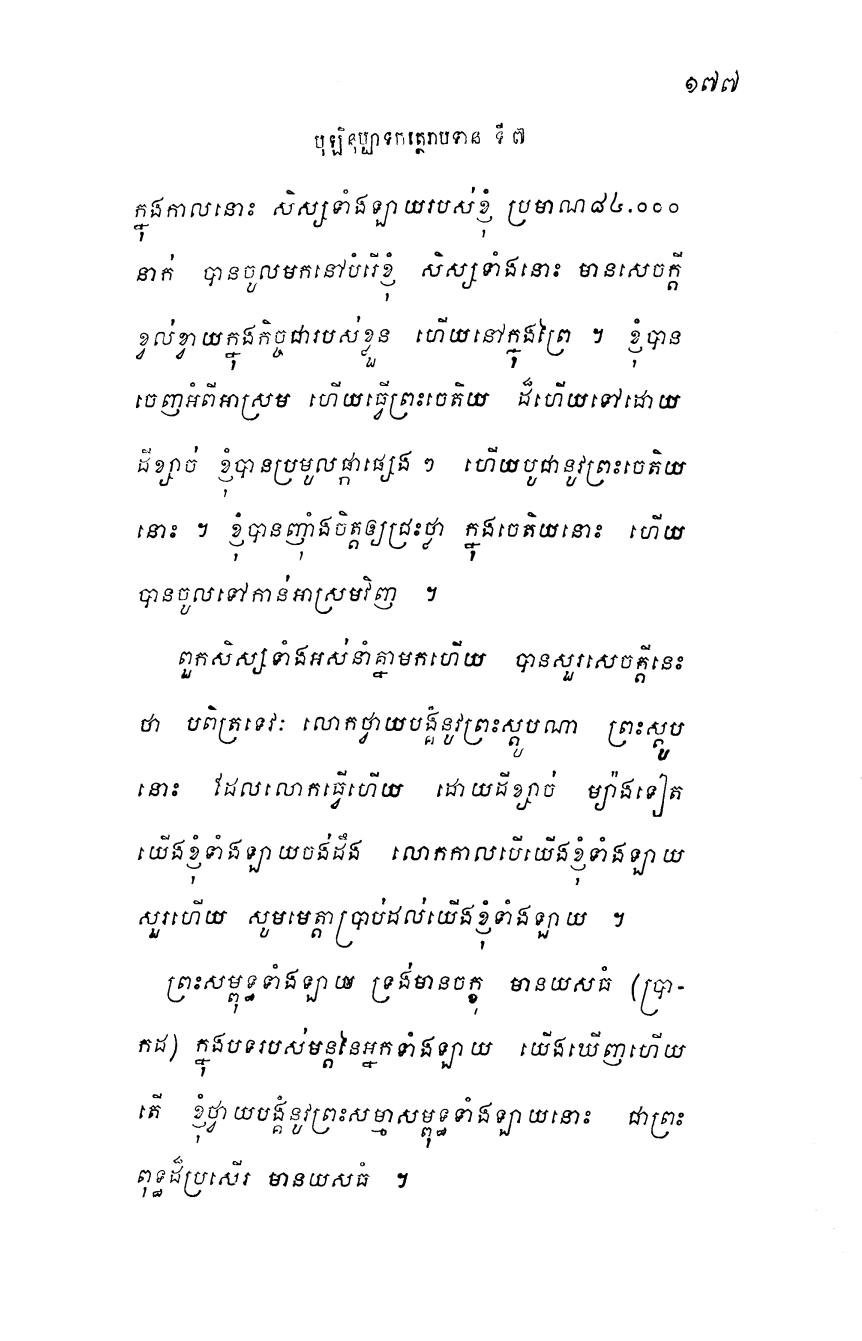 ១៧៧
បុឡិនុប្បាទកត្ថេរាបទាន ទី ៧
ក្នុងកាលនោះ សិស្សទាំងឡាយរបស់ខ្ញុំ ប្រមាណ៨៤.០០០
នាក់ បានចូលមកនៅបំរើខ្ញុំ សិស្សទាំងនោះ មានសេចក្តី
ខ្វល់ខ្វាយក្នុងកិច្ចជារបស់ខ្លួន ហើយនៅក្នុងព្រៃ ។ ខ្ញុំបាន
ចេញអំពីអាស្រម ហើយធ្វើព្រះចេតិយ ដ៏ហើយទៅដោយ
ដីខ្សាច់ ខ្ញុំបានប្រមូលផ្កាផ្សេង ៗ ហើយបូជានូវព្រះចេតិយ
នោះ ។ ខ្ញុំបានញ៉ាំងចិត្តឲ្យជ្រះថ្លា ក្នុងចេតិយនោះ ហើយ
បានចូលទៅកាន់អាស្រមវិញ ។
ពួកសិស្សទាំងអស់នាំគ្នាមកហើយ បានសួរសេចក្តីនេះ
ថា បពិត្រទេវៈ លោកថ្វាយបង្គំនូវព្រះស្តូបណា ព្រះស្តូប
នោះ ដែលលោកធ្វើហើយ ដោយដីខ្សាច់ ម្យ៉ាងទៀត
យើងខ្ញុំទាំងឡាយចង់ដឹង លោកកាលបើយើងខ្ញុំទាំងឡាយ
សួរហើយ សូមមេត្តាប្រាប់ដល់យើងខ្ញុំទាំងឡាយ ។
ព្រះសម្ពុទ្ធទាំងឡាយ ទ្រង់មានចក្ខុ មានយសធំ (ប្រា-
កដ) ក្នុងបទរបស់មន្តនៃអ្នកទាំងឡាយ យើងឃើញហើយ
តើ ខ្ញុំថ្វាយបង្គំនូវព្រះសម្មាសម្ពុទ្ធទាំងឡាយនោះ ជាព្រះ
ពុទ្ធដ៏ប្រសើរ មានយសធំ ។